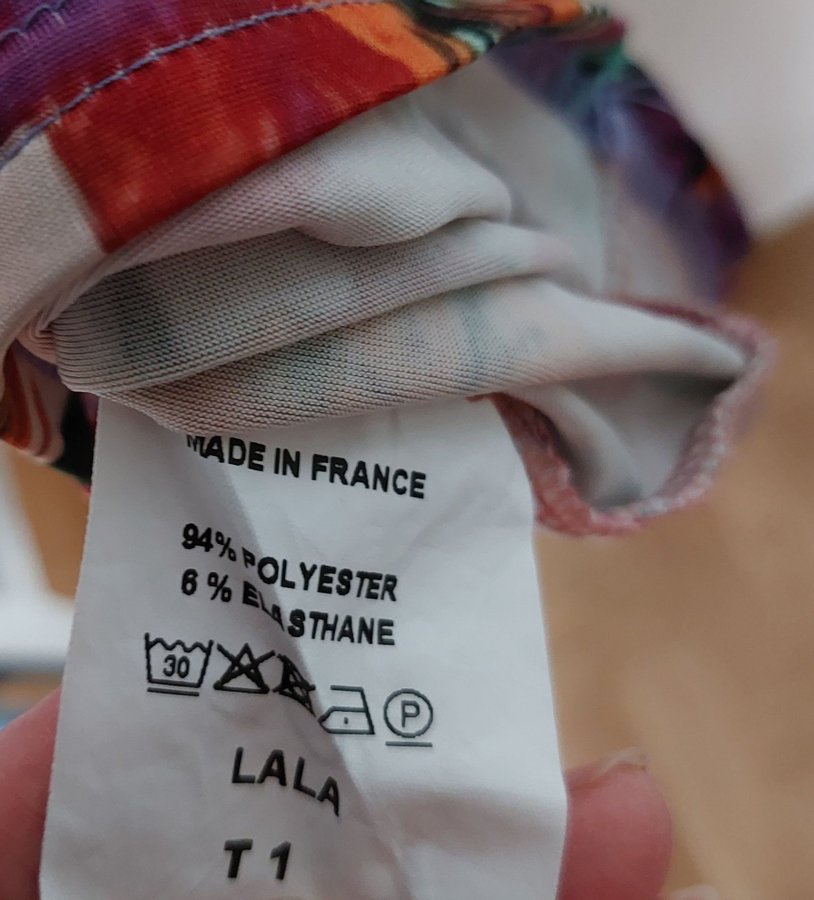 MADE IN FRANCE
94% POLYESTER
6 % ELASTHANE
30 P
LALA
T 1